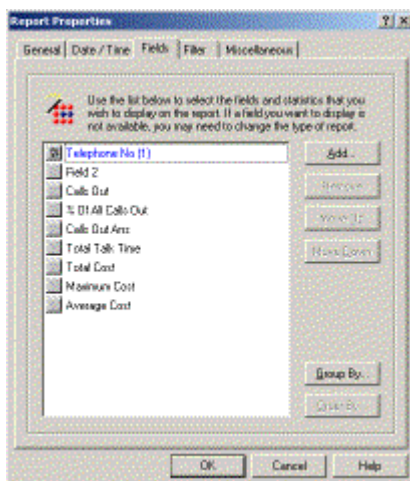 Report Properties
General Date / Time Fields Filter Miscellaneous
Use the list below to select the fields and statistics that you
wish to display on the report. If a field you want to display is
not available, you may need to change the type of report.
Telephone No (1)
Field 2
Calls Out
% Of All Calls Out
Calls Out Ans
Total Talk Time
Total Cost
Maximum Cost
Average Cost
Add...
Remove
Move Up
Move Down
Group By...
OK Cancel Help